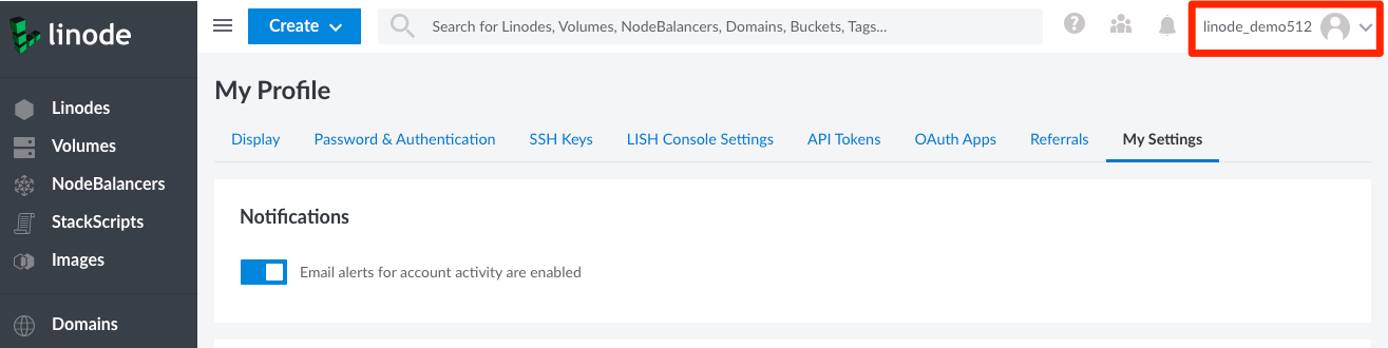 linode
Create
Search for Linodes, Volumes, NodeBalancers, Domains, Buckets, Tags...
?
linode_demo512
My Profile
Display
Password & Authentication
SSH Keys
LISH Console Settings
API Tokens
OAuth Apps
Referrals
My Settings
Linodes
Volumes
NodeBalancers
StackScripts
Images
Domains
Notifications
Email alerts for account activity are enabled